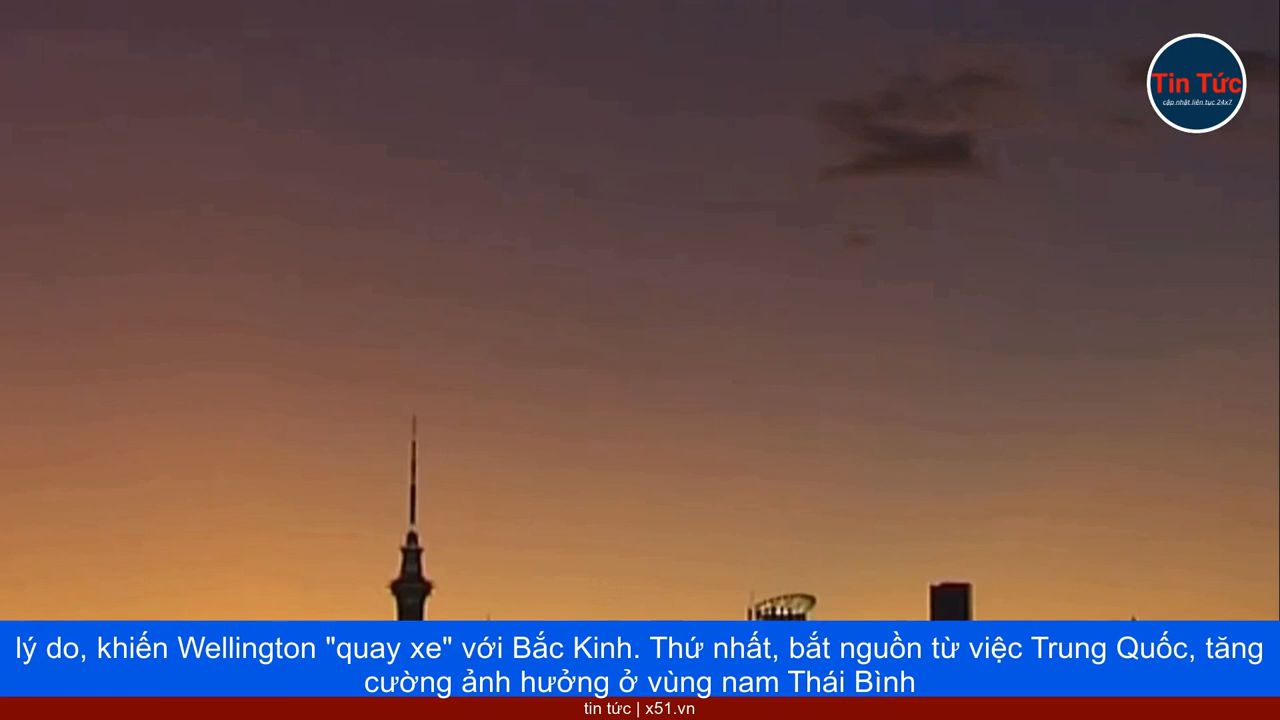 Tin Tức
cập nhật liên tục 24x7
lý do, khiến Wellington "quay xe" với Bắc Kinh. Thứ nhất, bắt nguồn từ việc Trung Quốc, tăng
cường ảnh hưởng ở vùng nam Thái Bình
tin tức | x51.vn